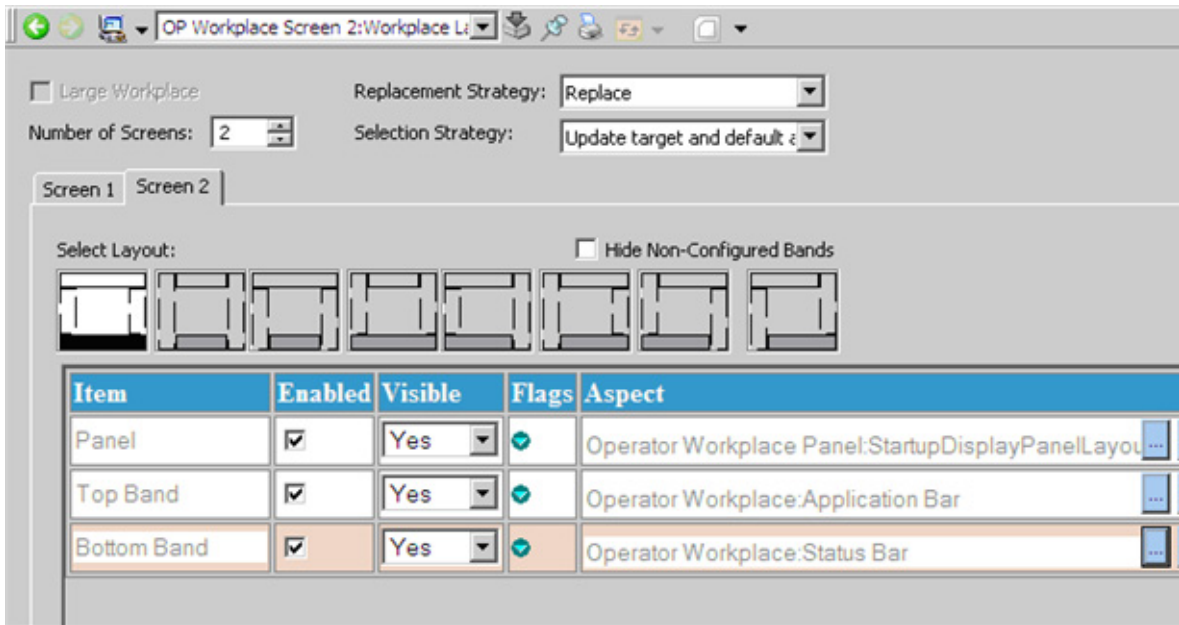 OP Workplace Screen 2:Workplace La
Large Workplace
Replacement Strategy: Replace
Number of Screens: 2
Selection Strategy: Update target and default a
Screen 1 Screen 2
Select Layout:
Hide Non-Configured Bands
Item Enabled Visible Flags Aspect
Panel Yes Operator Workplace Panel:StartupDisplayPanelLayou ...
Top Band Yes Operator Workplace:Application Bar ...
Bottom Band Yes Operator Workplace:Status Bar ...